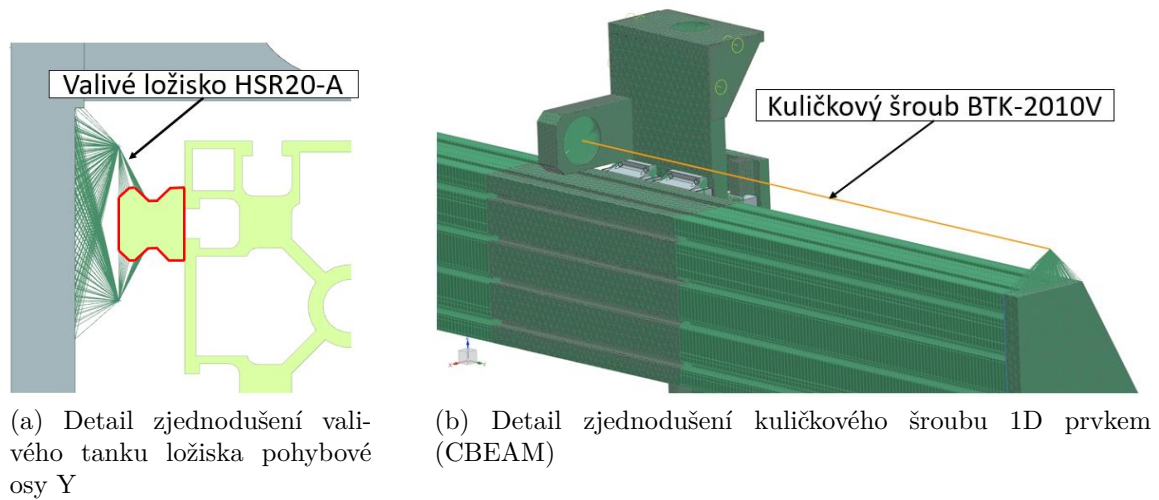 Valivé ložisko HSR20-A
Kuličkový šroub BTK-2010V
(a) Detail zjednodušení vali-
vého tanku ložiska pohybové
osy Y
(b) Detail zjednodušení kuličkového šroubu 1D prvkem
(CBEAM)